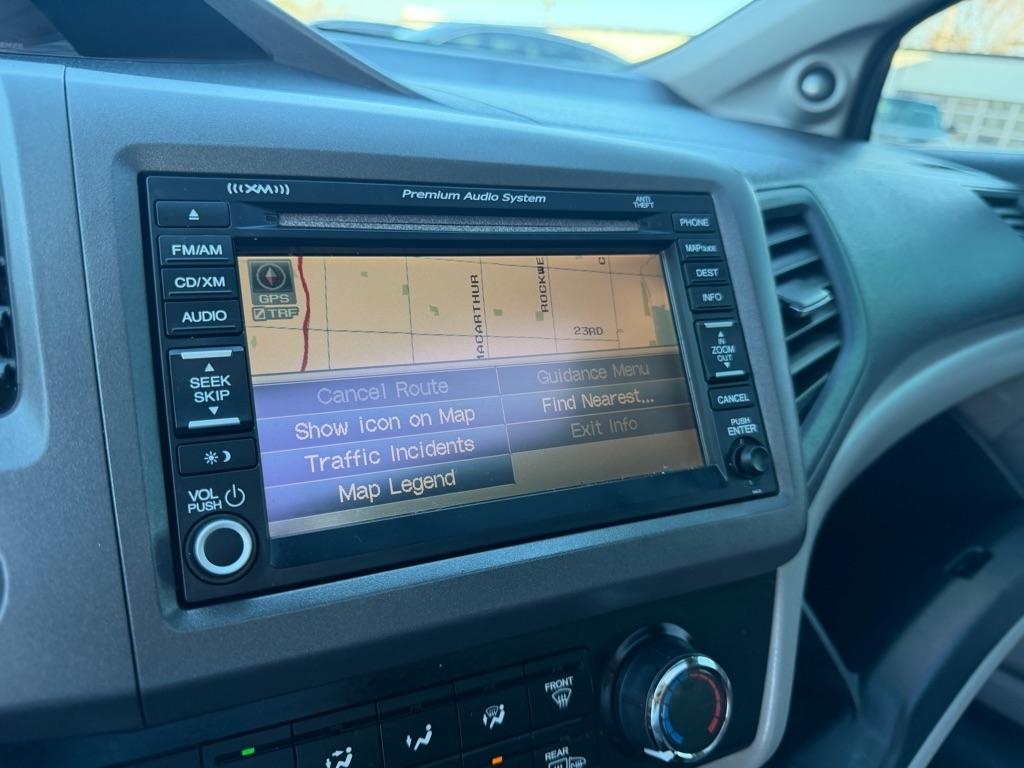 XM
Premium Audio System
ANTI
THEFT
FM/AM
CD/XM
AUDIO
SEEK
SKIP
VOL
PUSH
GPS
TRF
MACARTHUR
ROCKWE
C
23RD
Cancel Route
Guidance Menu
Show icon on Map
Find Nearest...
Traffic Incidents
Exit Info
Map Legend
PHONE
MAP GUIDE
DEST
INFO
IN
ZOOM
OUT
CANCEL
PUSH
ENTER
FRONT
REAR